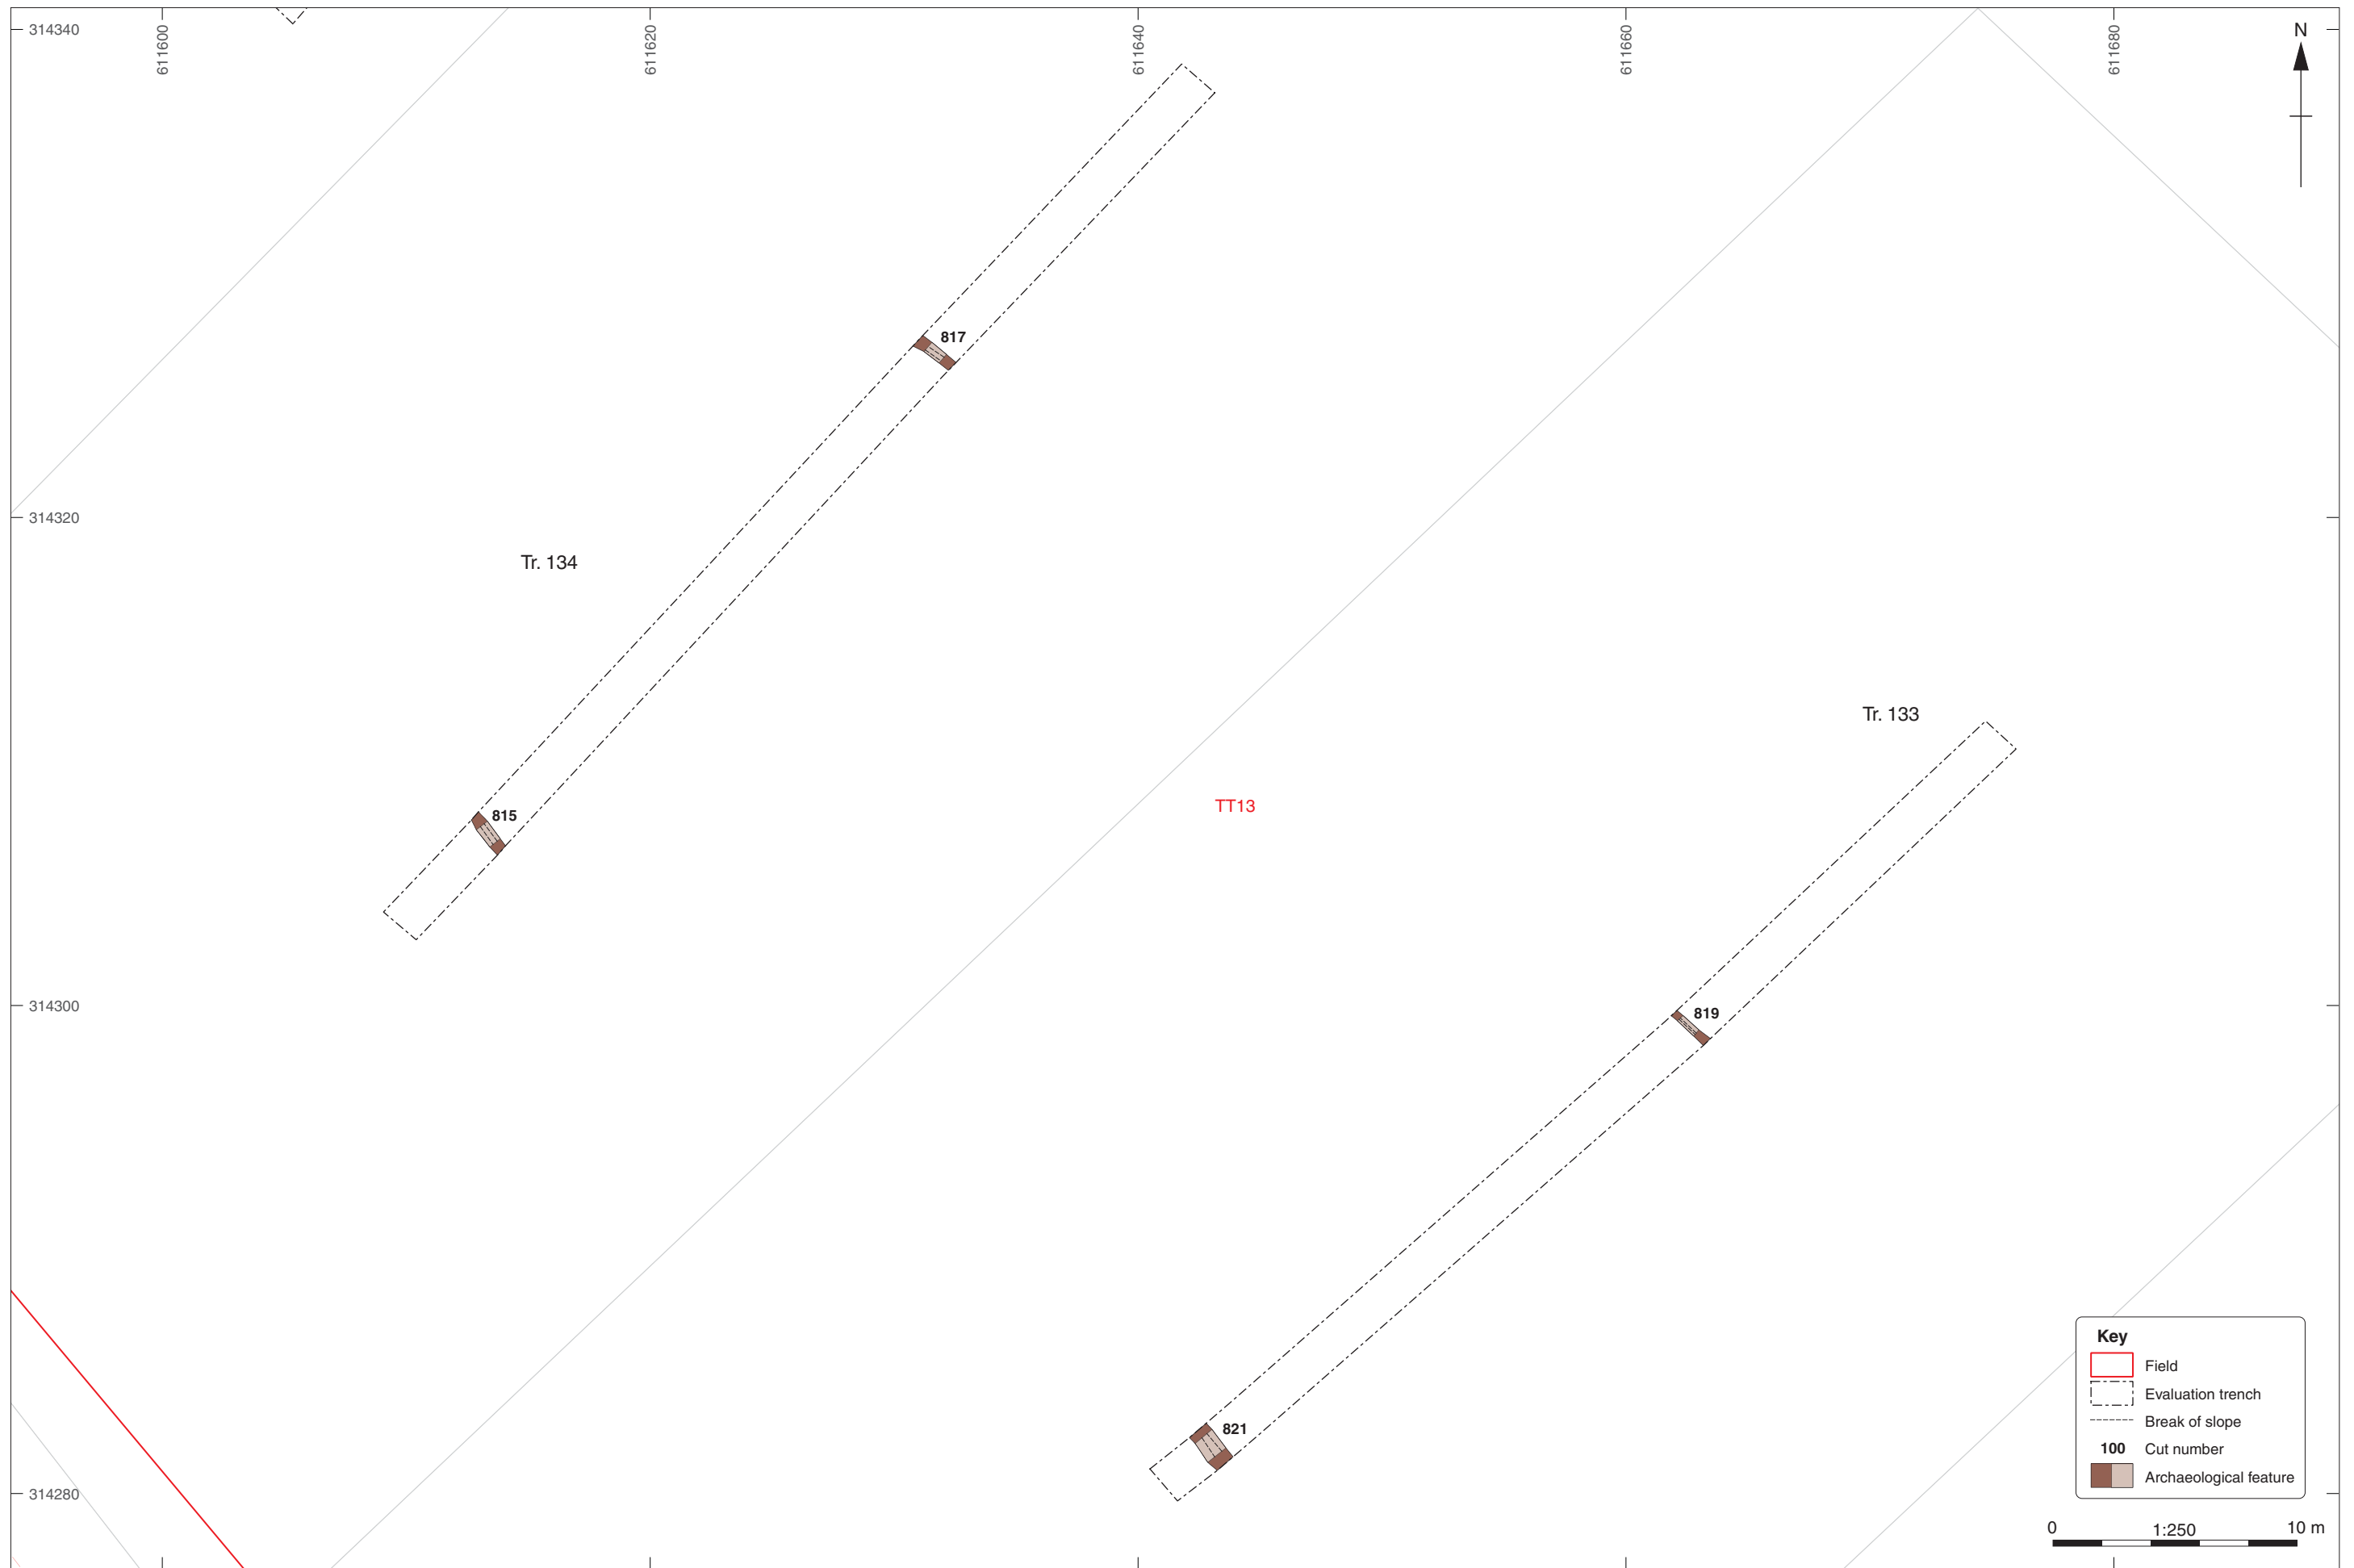 314340
611600
611620
611640
611660
611680
N
817
314320
Tr. 134
Tr. 133
TT13
815
314300
819
821
314280
Key
Field
Evaluation trench
Break of slope
100 Cut number
Archaeological feature
0 1:250 10 m